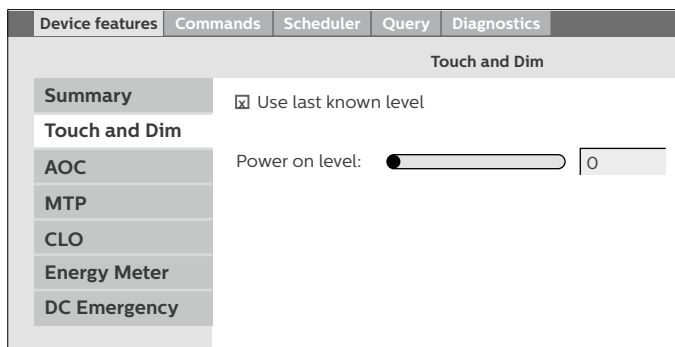 Device features Commands Scheduler Query Diagnostics
Touch and Dim
Summary
Touch and Dim
AOC
MTP
CLO
Energy Meter
DC Emergency
x Use last known level
Power on level: 0